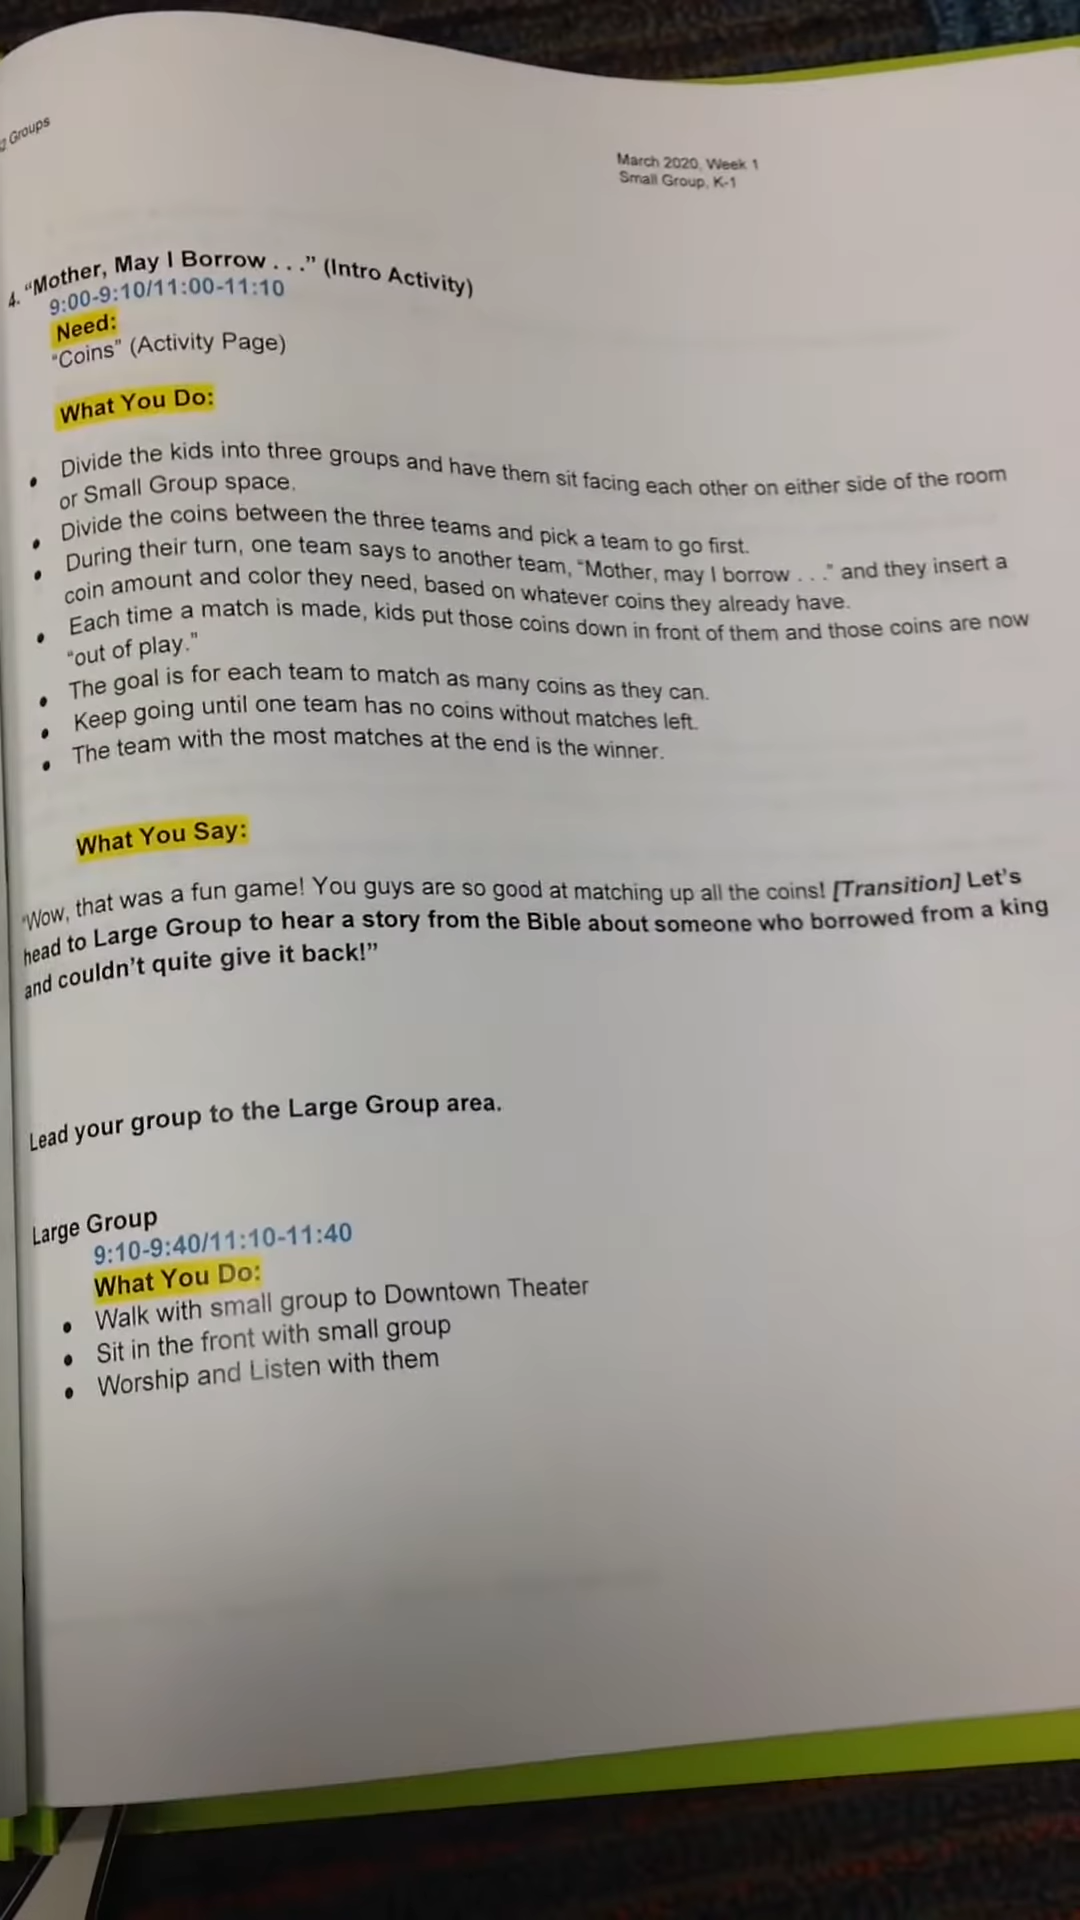 Groups
March 2020, Week 1
Small Group, K-1
4. “Mother, May I Borrow . . .” (Intro Activity)
9:00-9:10/11:00-11:10
Need:
“Coins” (Activity Page)
What You Do:
• Divide the kids into three groups and have them sit facing each other on either side of the room
or Small Group space.
• Divide the coins between the three teams and pick a team to go first.
• During their turn, one team says to another team, “Mother, may I borrow . . .” and they insert a
coin amount and color they need, based on whatever coins they already have.
• Each time a match is made, kids put those coins down in front of them and those coins are now
“out of play.”
• The goal is for each team to match as many coins as they can.
• Keep going until one team has no coins without matches left.
• The team with the most matches at the end is the winner.
What You Say:
“Wow, that was a fun game! You guys are so good at matching up all the coins! [Transition] Let’s
head to Large Group to hear a story from the Bible about someone who borrowed from a king
and couldn’t quite give it back!”
Lead your group to the Large Group area.
Large Group
9:10-9:40/11:10-11:40
What You Do:
• Walk with small group to Downtown Theater
• Sit in the front with small group
• Worship and Listen with them